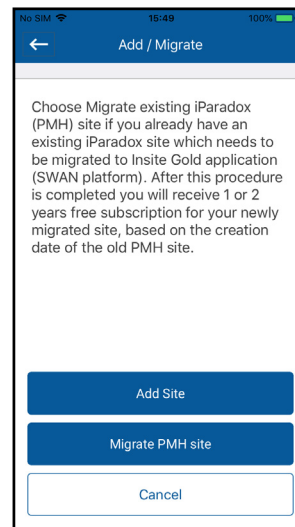 No SIM 16:49 100%
Add / Migrate
Choose Migrate existing iParadox
(PMH) site if you already have an
existing iParadox site which needs to
be migrated to Insite Gold application
(SWAN platform). After this procedure
is completed you will receive 1 or 2
years free subscription for your newly
migrated site, based on the creation
date of the old PMH site.
Add Site
Migrate PMH site
Cancel